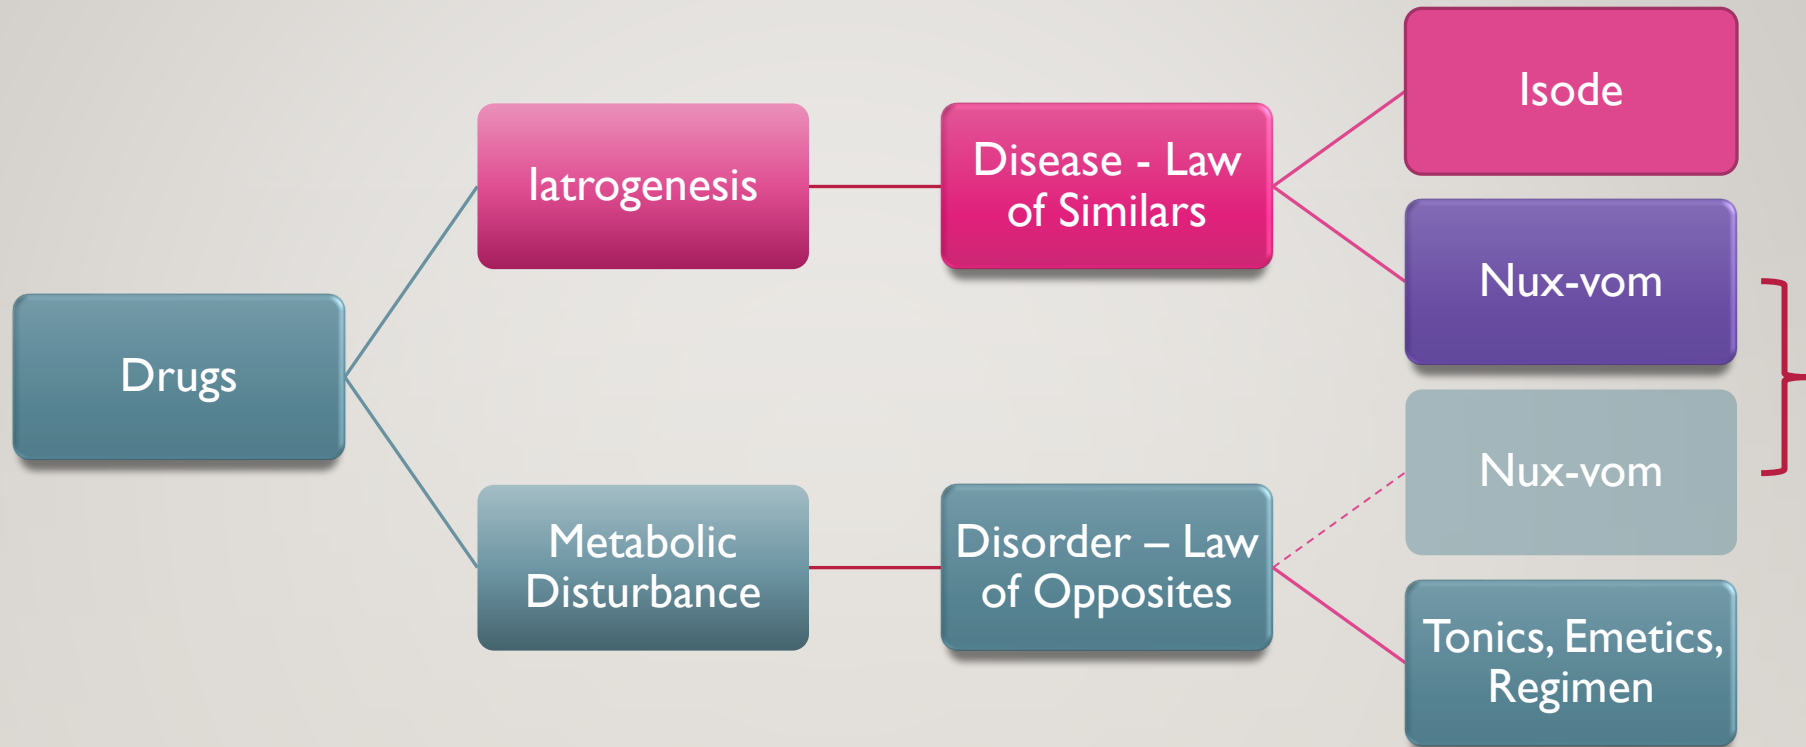 Drugs
Iatrogenesis
Metabolic
Disturbance
Disease - Law
of Similars
Disorder – Law
of Opposites
Isode
Nux-vom
Nux-vom
Tonics, Emetics,
Regimen